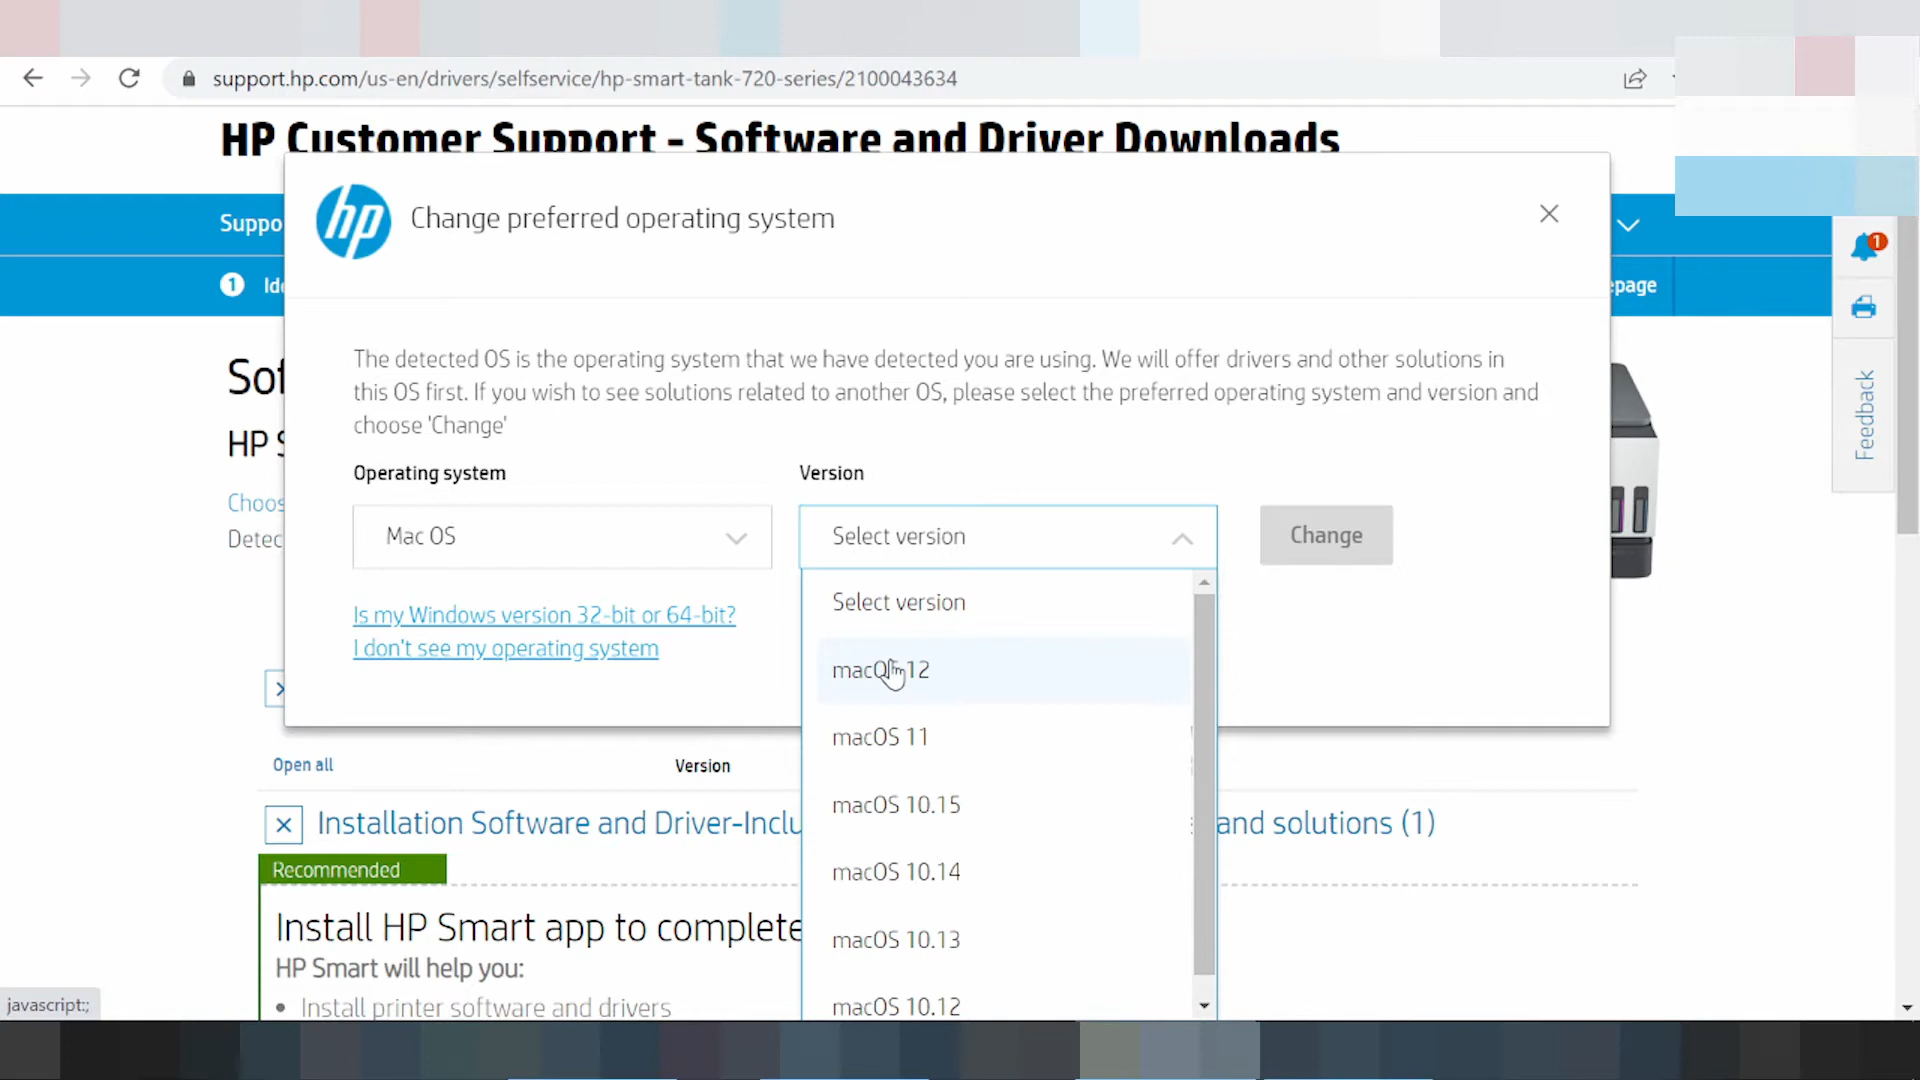 support.hp.com/us-en/drivers/selfservice/hp-smart-tank-720-series/2100043634
HP Customer Support - Software and Driver Downloads
hp
Change preferred operating system
Suppo
1
1
Ide
epage
The detected OS is the operating system that we have detected you are using. We will offer drivers and other solutions in
this OS first. If you wish to see solutions related to another OS, please select the preferred operating system and version and
choose 'Change'
Sof
HP S
Feedback
Operating system
Version
Choos
Detec
Mac OS
Select version
Change
Is my Windows version 32-bit or 64-bit?
I don't see my operating system
Select version
macOS 12
macOS 11
macOS 10.15
macOS 10.14
macOS 10.13
macOS 10.12
Open all
Version
Installation Software and Driver-Inclu
and solutions (1)
Recommended
Install HP Smart app to complete
HP Smart will help you:
• Install printer software and drivers
javascript:;